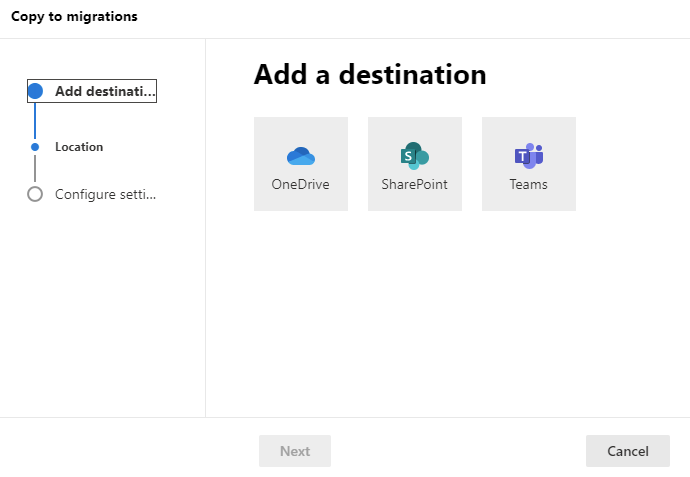 Copy to migrations
Add destinati...
Location
Configure setti...
Add a destination
OneDrive
S
SharePoint
T
Teams
Next
Cancel